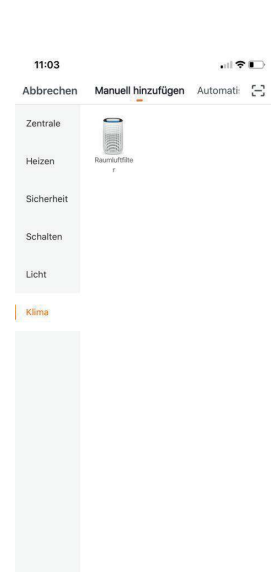 11:03
Abbrechen Manuell hinzufügen Automati
Zentrale
Heizen
Raumluftfilte
r
Sicherheit
Schalten
Licht
Klima